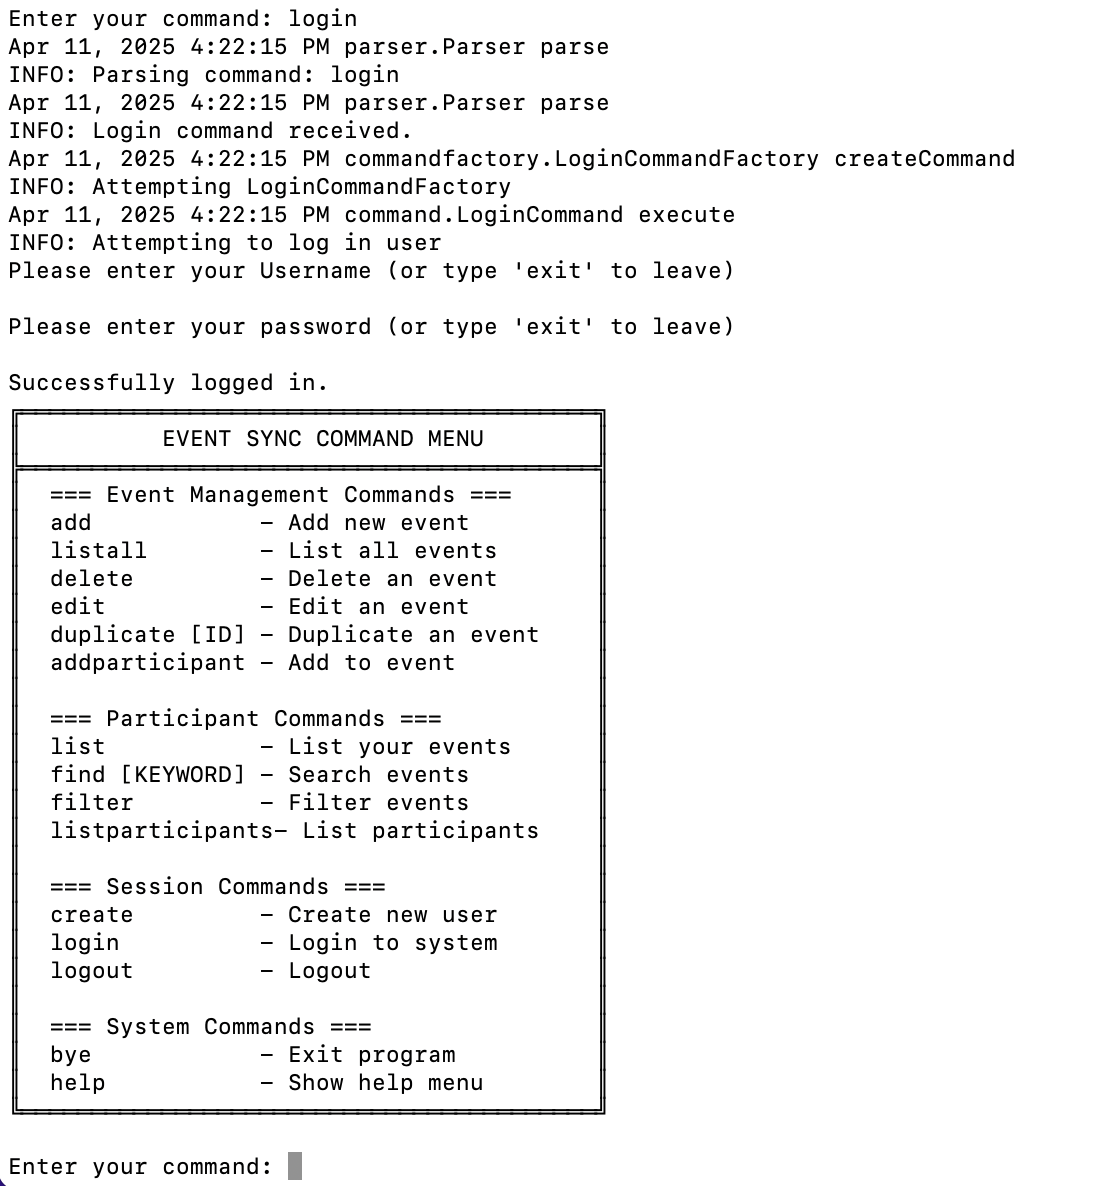 Enter your command: login
Apr 11, 2025 4:22:15 PM parser.Parser parse
INFO: Parsing command: login
Apr 11, 2025 4:22:15 PM parser.Parser parse
INFO: Login command received.
Apr 11, 2025 4:22:15 PM commandfactory.LoginCommandFactory createCommand
INFO: Attempting LoginCommandFactory
Apr 11, 2025 4:22:15 PM command.LoginCommand execute
INFO: Attempting to log in user
Please enter your Username (or type 'exit' to leave)
Please enter your password (or type 'exit' to leave)
Successfully logged in.
EVENT SYNC COMMAND MENU
=== Event Management Commands ===
add - Add new event
listall - List all events
delete - Delete an event
edit - Edit an event
duplicate [ID] - Duplicate an event
addparticipant - Add to event
=== Participant Commands ===
list - List your events
find [KEYWORD] - Search events
filter - Filter events
listparticipants- List participants
=== Session Commands ===
create - Create new user
login - Login to system
logout - Logout
=== System Commands ===
bye - Exit program
help - Show help menu
Enter your command: